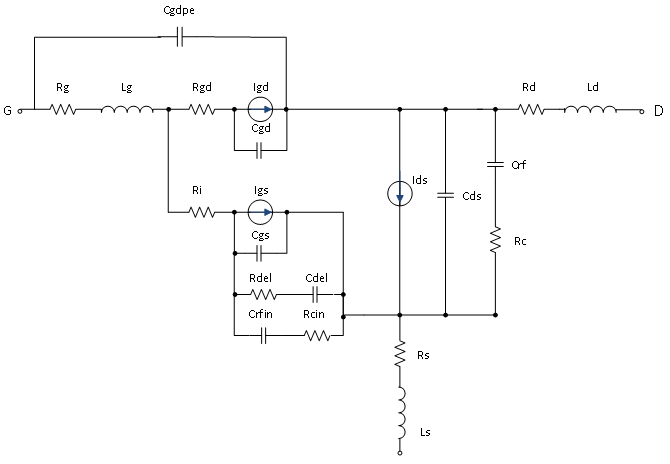 Cgdpe
Rg
Lg
Rgd
Igd
Rd
Ld
G
D
Cgd
Crf
Ri
Igs
Ids
Cds
Cgs
Rc
Rdel
Cdel
Crfin
Rcin
Rs
Ls